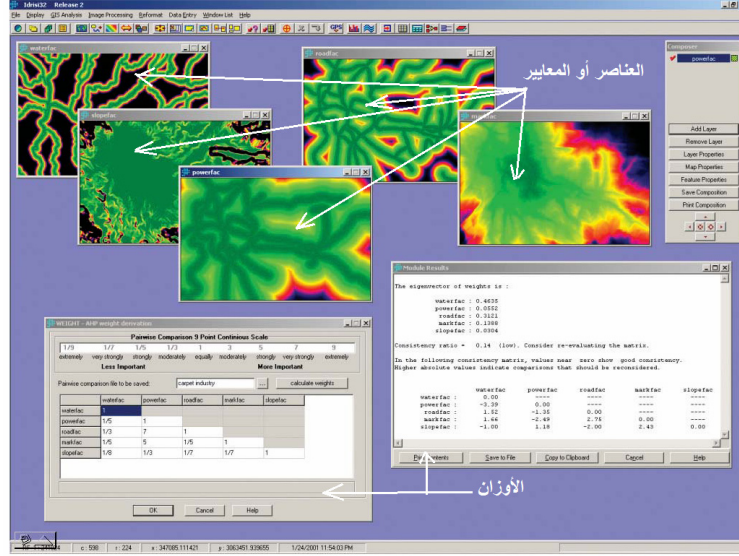 Idrisi32 Release 2
File Display GIS Analysis Image Processing Reformat Data Entry Window List Help
waterfac
roadfac
العناصر أو المعايير
slopefac
markfac
powerfac
Composer
powerfac
Add Layer
Remove Layer
Layer Properties
Map Properties
Feature Properties
Save Composition
Print Composition
Module Results
The eigenvector of weights is :
waterfac : 0.4635
powerfac : 0.0552
roadfac : 0.3121
markfac : 0.1388
slopefac : 0.0304
Consistency ratio = 0.14 (low). Consider re-evaluating the matrix.
In the following consistency matrix, values near zero show good consistency.
Higher absolute values indicate comparisons that should be reconsidered.
waterfac powerfac roadfac markfac slopefac
waterfac : 0.00 ---- ---- ---- ----
powerfac : -3.39 0.00 ---- ---- ----
roadfac : 1.52 -1.35 0.00 ---- ----
markfac : 1.66 -2.49 2.75 0.00 ----
slopefac : -1.00 1.18 -2.00 2.43 0.00
Print Contents Save to File Copy to Clipboard Cancel Help
WEIGHT - AHP weight derivation
Pairwise Comparison 9 Point Continious Scale
1/9 1/7 1/5 1/3 1 3 5 7 9
extremely very strongly strongly moderately equally moderately strongly very strongly extremely
Less Important More Important
Pairwise comparison file to be saved: carpet industry ... calculate weights
waterfac powerfac roadfac markfac slopefac
waterfac 1
powerfac 1/5 1
roadfac 1/3 7 1
markfac 1/5 5 1/5 1
slopefac 1/8 1/3 1/7 1/7 1
الأوزان
OK Cancel Help
c : 598 r : 224 x : 347085.111421 y : 3063451.939655 1/24/2001 11:54:03 PM